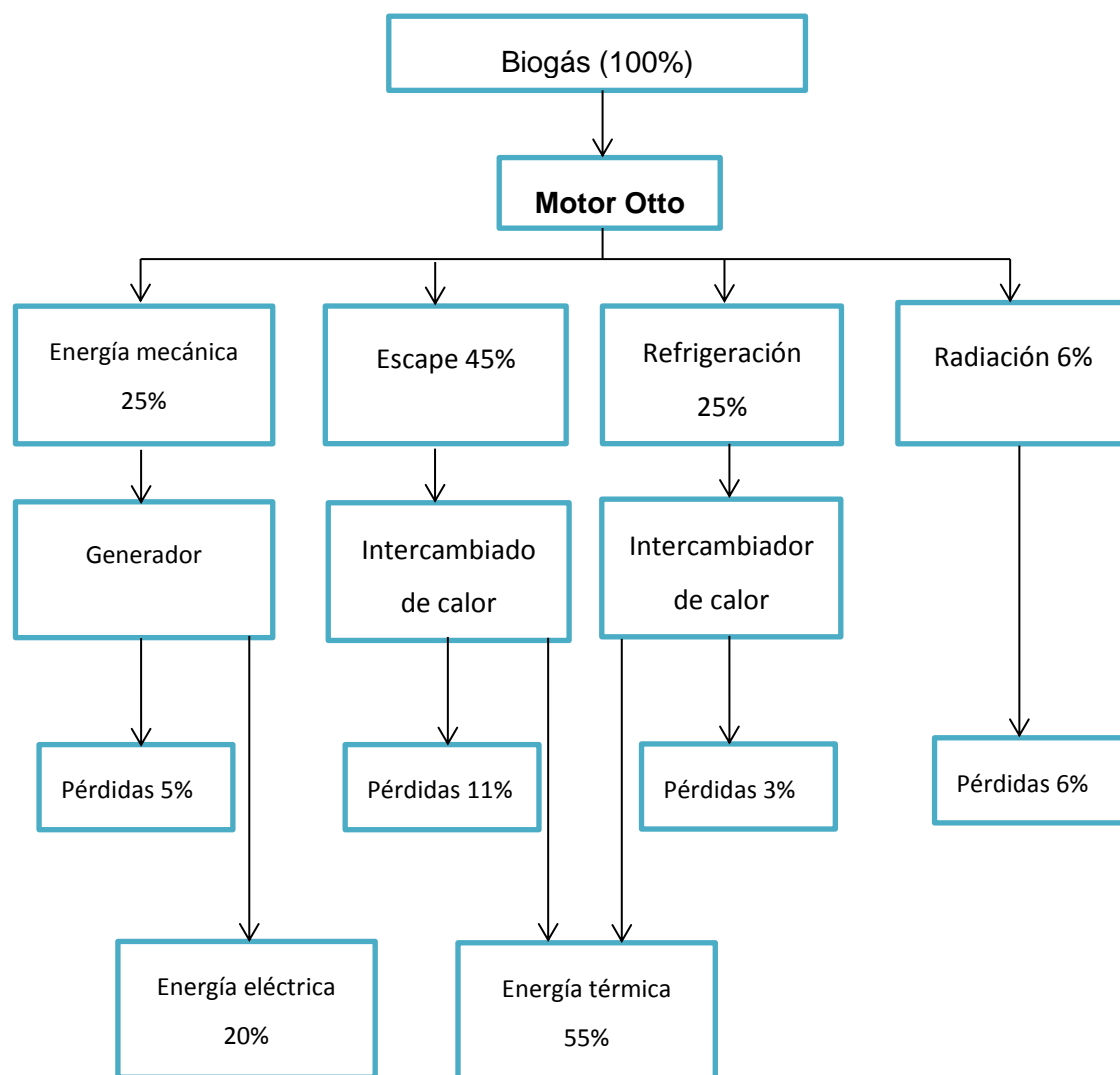 Biogás (100%)
Motor Otto
Energía mecánica
25%
Escape 45%
Refrigeración
25%
Radiación 6%
Generador
Intercambiado
de calor
Intercambiador
de calor
Pérdidas 5%
Pérdidas 11%
Pérdidas 3%
Pérdidas 6%
Energía eléctrica
20%
Energía térmica
55%